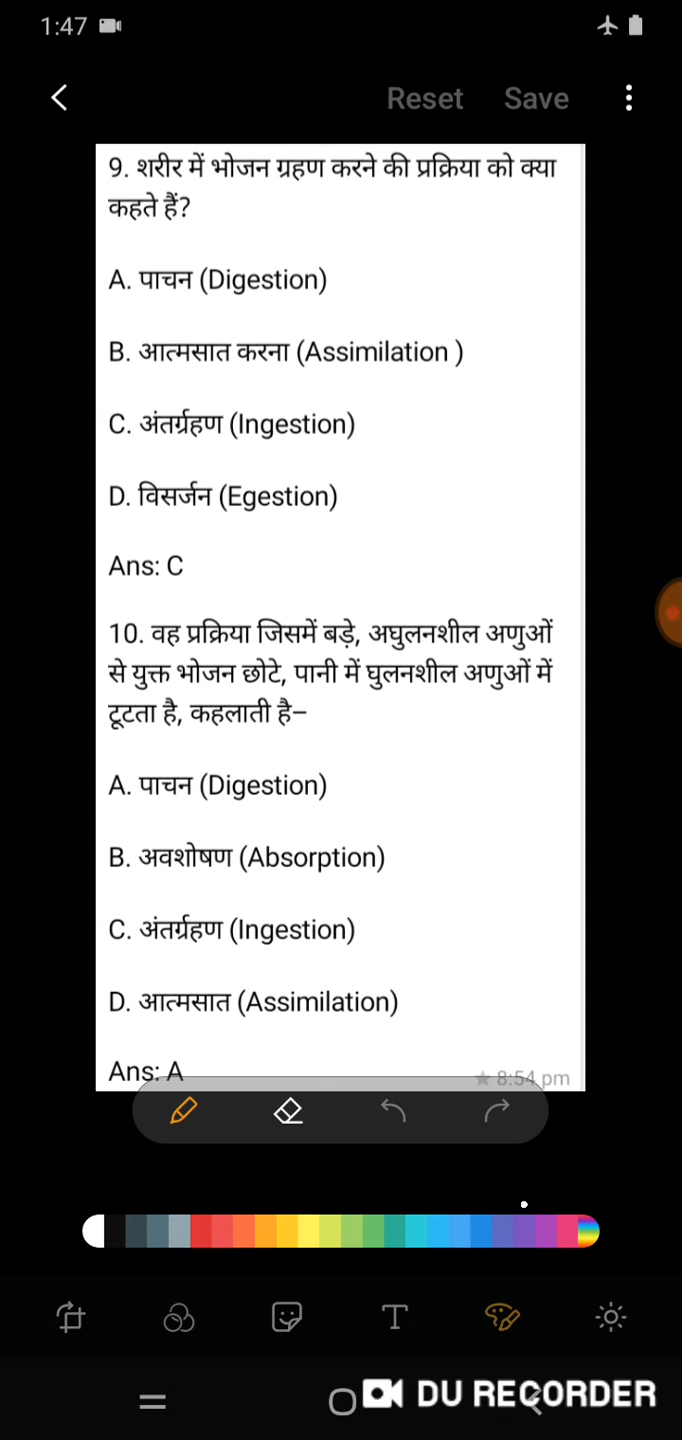 1:47
Reset Save
9. शरीर में भोजन ग्रहण करने की प्रक्रिया को क्या
कहते हैं?
A. पाचन (Digestion)
B. आत्मसात करना (Assimilation )
C. अंतर्ग्रहण (Ingestion)
D. विसर्जन (Egestion)
Ans: C
10. वह प्रक्रिया जिसमें बड़े, अघुलनशील अणुओं
से युक्त भोजन छोटे, पानी में घुलनशील अणुओं में
टूटता है, कहलाती है–
A. पाचन (Digestion)
B. अवशोषण (Absorption)
C. अंतर्ग्रहण (Ingestion)
D. आत्मसात (Assimilation)
Ans: A
8:54 pm
T
DU RECORDER